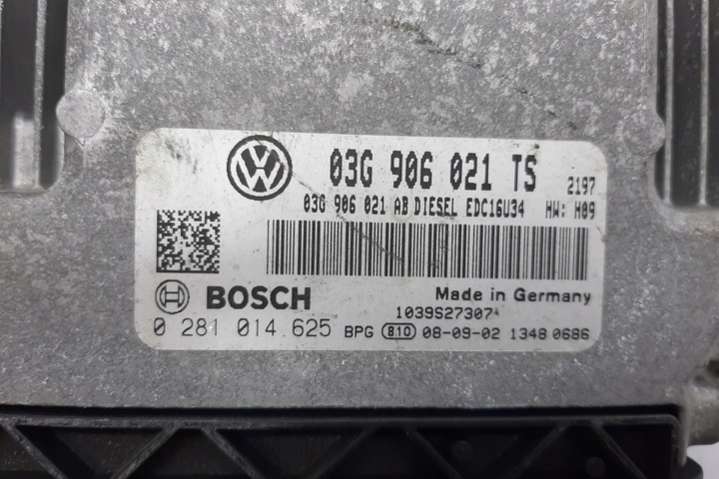 VW 03G 906 021 TS 2197
03G 906 021 AB DIESEL EDC16U34 HW: H09
BOSCH Made in Germany
1039S27307
0 281 014 625 BPG 810 08-09-02 1348 0686